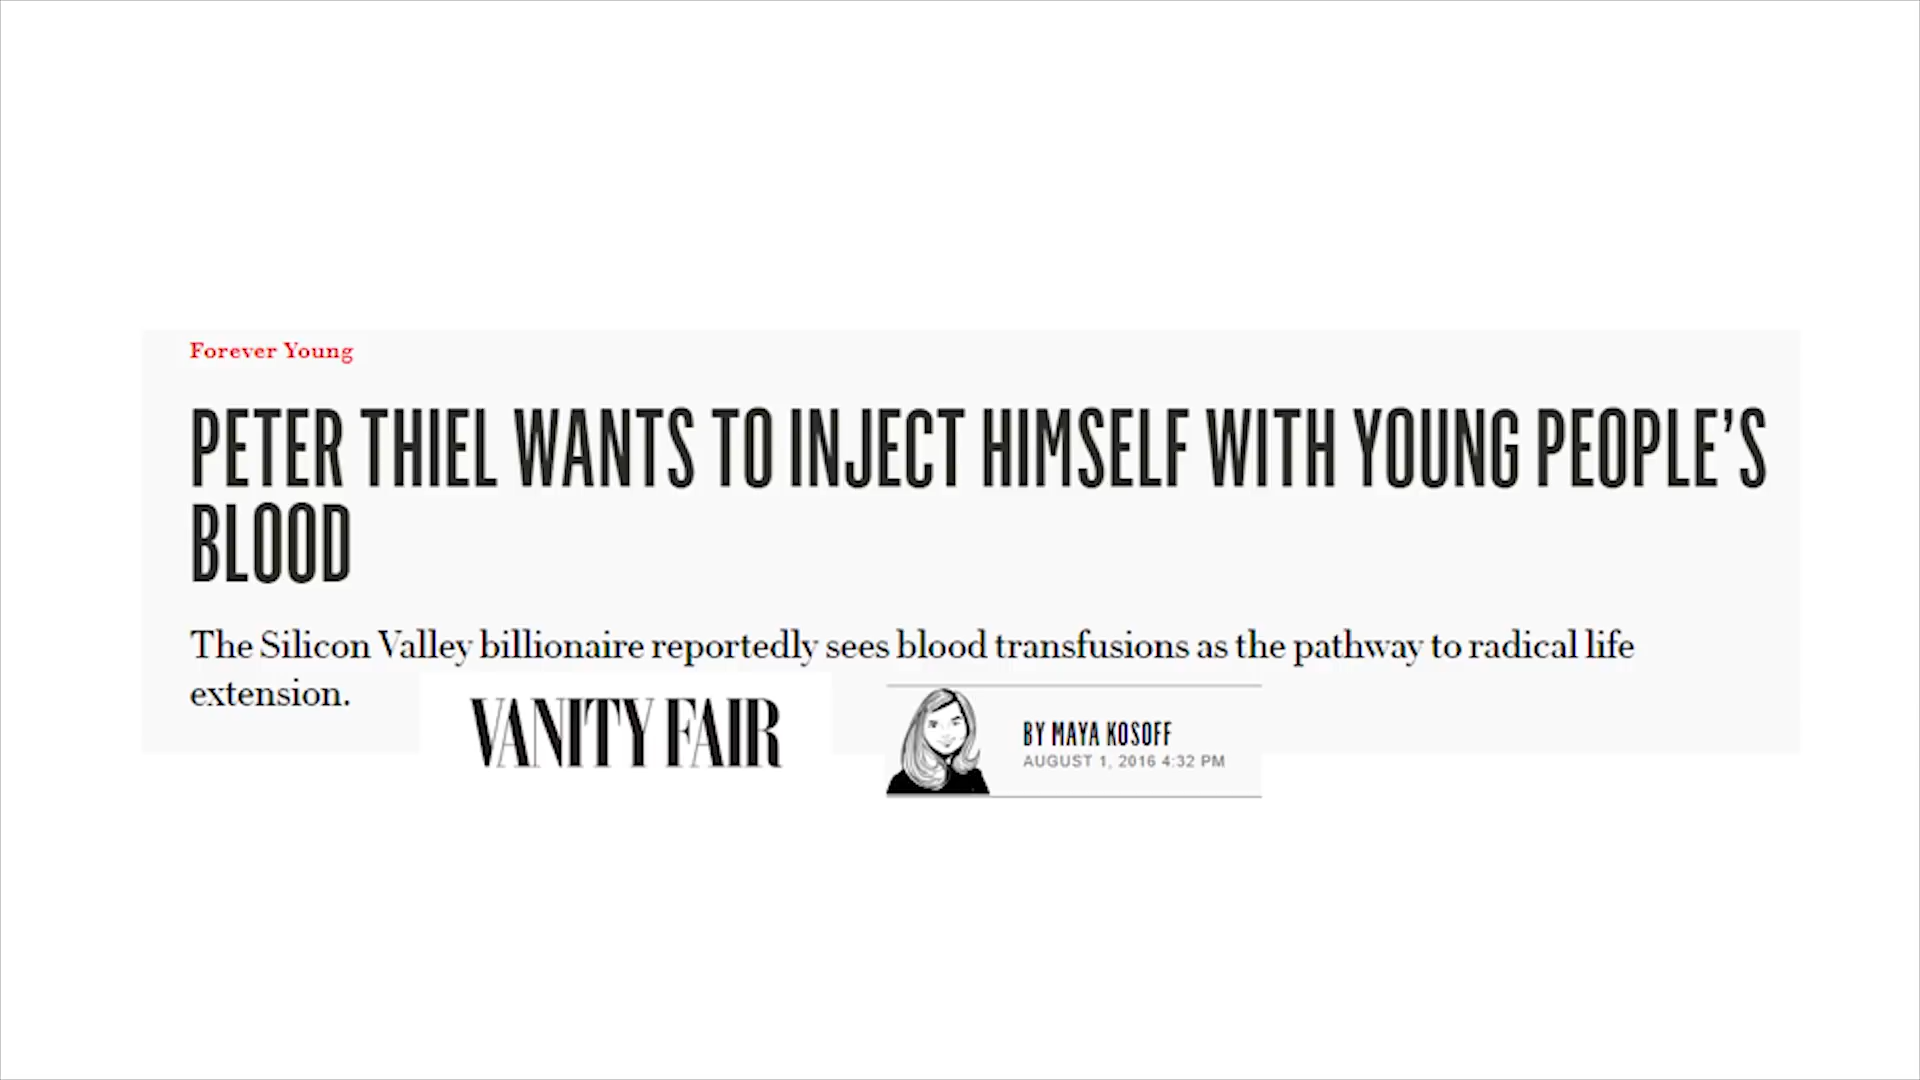 Forever Young
PETER THIEL WANTS TO INJECT HIMSELF WITH YOUNG PEOPLE’S
BLOOD
The Silicon Valley billionaire reportedly sees blood transfusions as the pathway to radical life
extension.
VANITY FAIR
BY MAYA KOSOFF
AUGUST 1, 2016 4:32 PM